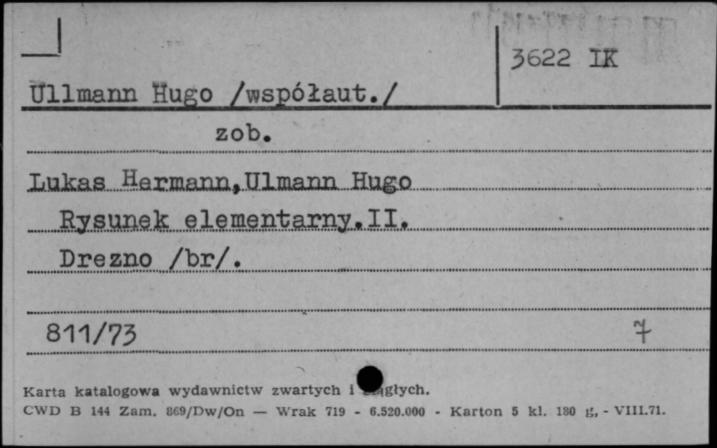 3622 IK
Ullmann Hugo /współaut./
zob.
Lukas Hermann,Ulmann Hugo
Rysunek elementarny.II.
Drezno /br/.
811/73 7
Karta katalogowa wydawnictw zwartych i ciągłych.
CWD B 144 Zam. 869/Dw/On — Wrak 719 - 6.520.000 - Karton 5 kl. 180 g, - VIII.71.